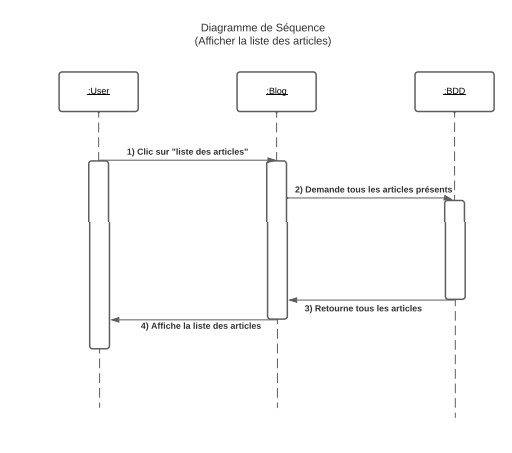 Diagramme de Séquence
(Afficher la liste des articles)
:User
:Blog
:BDD
1) Clic sur "liste des articles"
2) Demande tous les articles présents
3) Retourne tous les articles
4) Affiche la liste des articles